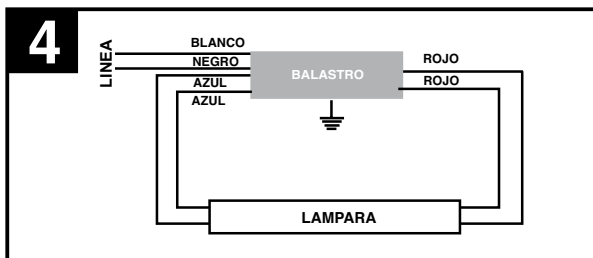 4
LINEA
BLANCO
NEGRO
AZUL
AZUL
BALASTRO
ROJO
ROJO
LAMPARA